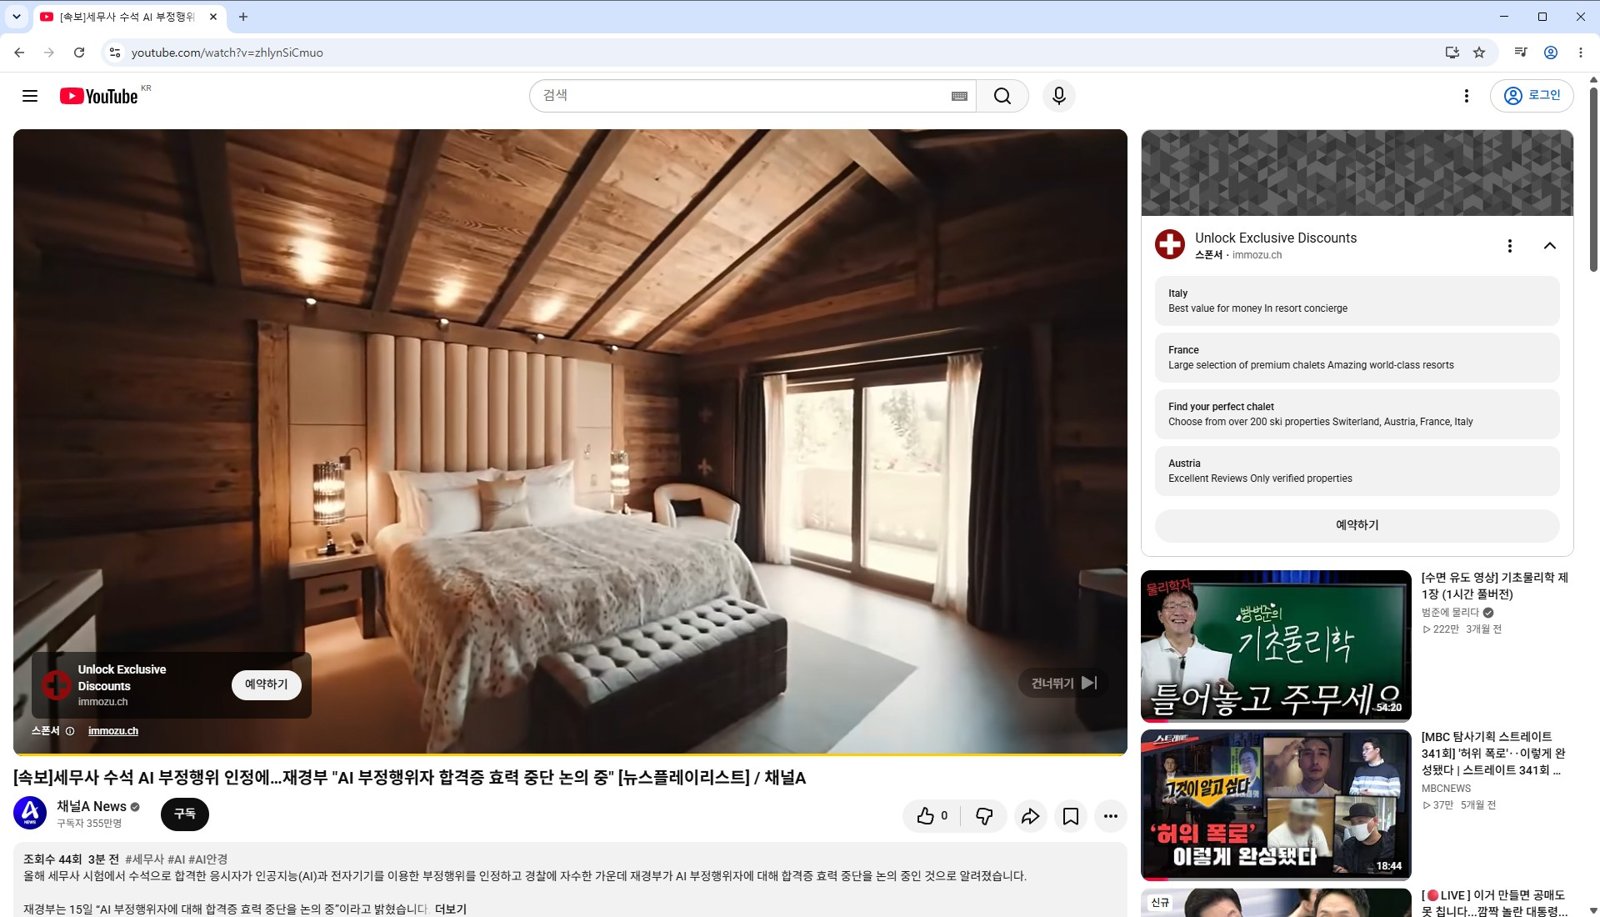 [속보]세무사 수석 AI 부정행위
youtube.com/watch?v=zhlynSiCmuo
YouTube KR
검색
로그인
Unlock Exclusive Discounts
immozu.ch
예약하기
건너뛰기
스폰서 immozu.ch
[속보]세무사 수석 AI 부정행위 인정에...재경부 "AI 부정행위자 합격증 효력 중단 논의 중" [뉴스플레이리스트] / 채널A
채널A News
구독자 355만명
구독
0
조회수 44회 3분 전 #세무사 #AI #AI안경
올해 세무사 시험에서 수석으로 합격한 응시자가 인공지능(AI)과 전자기기를 이용한 부정행위를 인정하고 경찰에 자수한 가운데 재경부가 AI 부정행위자에 대해 합격증 효력 중단을 논의 중인 것으로 알려졌습니다.
재경부는 15일 “AI 부정행위자에 대해 합격증 효력 중단을 논의 중”이라고 밝혔습니다. 더보기
Unlock Exclusive Discounts
스폰서 · immozu.ch
Italy
Best value for money In resort concierge
France
Large selection of premium chalets Amazing world-class resorts
Find your perfect chalet
Choose from over 200 ski properties Switerland, Austria, France, Italy
Austria
Excellent Reviews Only verified properties
예약하기
물리학자
빵범준의
기초물리학
틀어놓고 주무세요
54:20
[수면 유도 영상] 기초물리학 제
1장 (1시간 풀버전)
범준에 물리다
222만 3개월 전
스트레이트
그것이 알고 싶다
'허위 폭로'
이렇게 완성됐다
18:44
[MBC 탐사기획 스트레이트
341회] '허위 폭로'··이렇게 완
성됐다 | 스트레이트 341회 ...
MBCNEWS
37만 5개월 전
신규
[🔴LIVE] 이거 만들면 공매도
못 칩니다...깜짝 놀란 대통령...